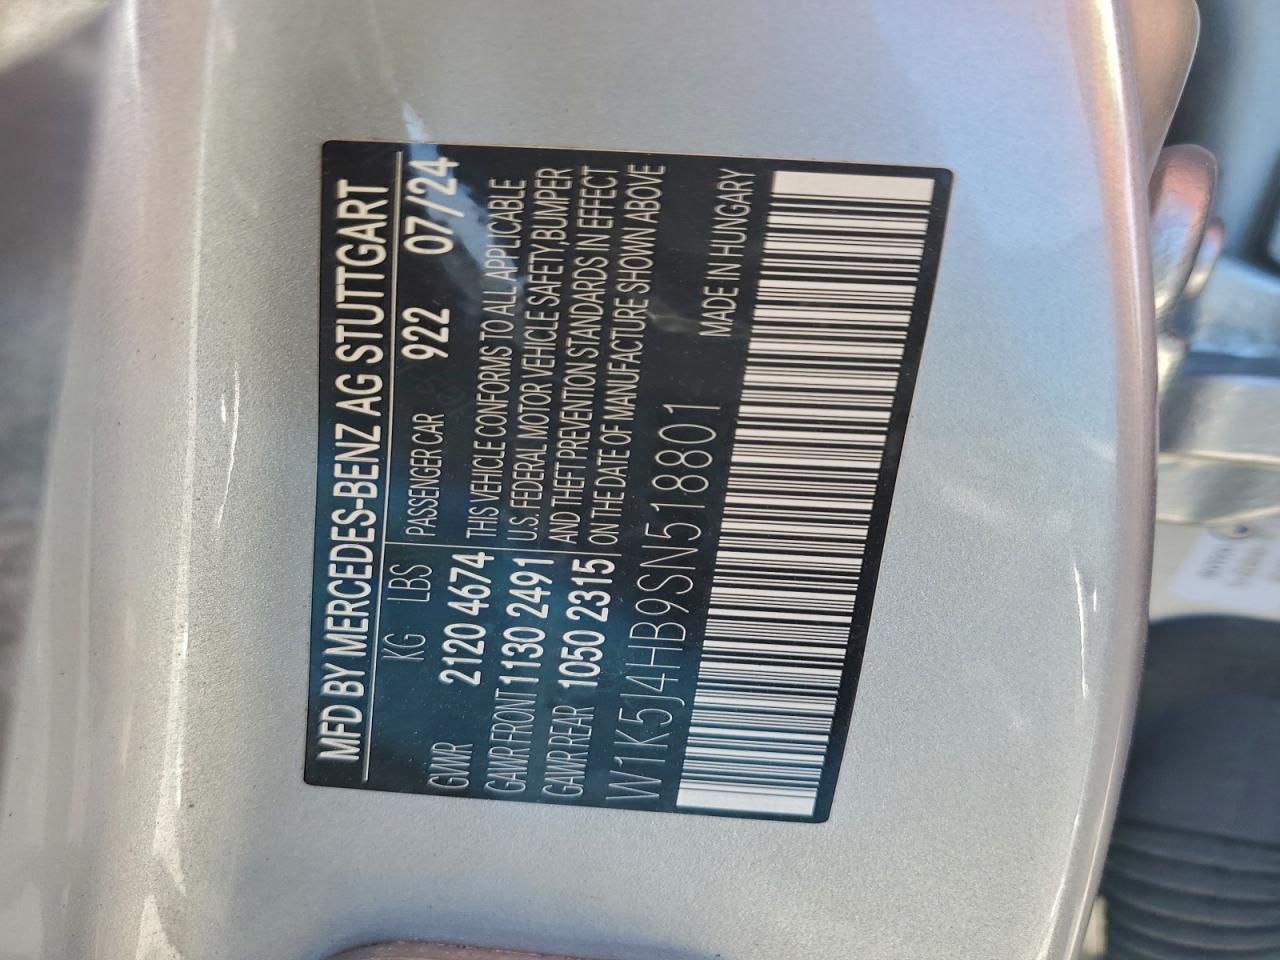 MFD BY MERCEDES-BENZ AG STUTTGART
KG LBS PASSENGER CAR 922 07/24
GWR 2120 4674 THIS VEHICLE CONFORMS TO ALL APPLICABLE
GAWR FRONT 1130 2491 U.S. FEDERAL MOTOR VEHICLE SAFETY, BUMPER
AND THEFT PREVENTION STANDARDS IN EFFECT
GAWR REAR 1050 2315 ON THE DATE OF MANUFACTURE SHOWN ABOVE
W1K5J4HB9SN518801 MADE IN HUNGARY